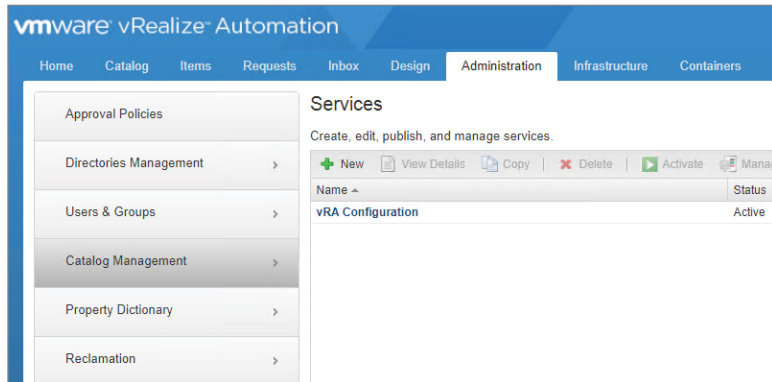 vmware vRealize™ Automation
Home Catalog Items Requests Inbox Design Administration Infrastructure Containers
Approval Policies
Directories Management
Users & Groups
Catalog Management
Property Dictionary
Reclamation
Services
Create, edit, publish, and manage services.
New View Details Copy | Delete | Activate
Name Status
vRA Configuration Active